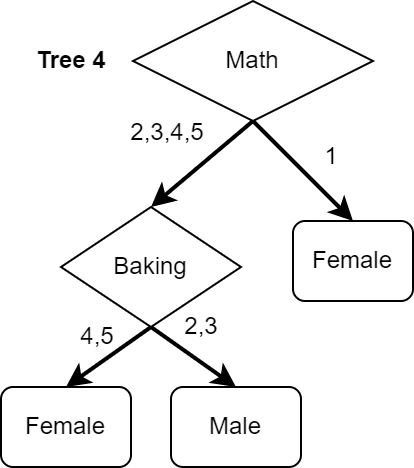 Tree 4
Math
2,3,4,5
1
Baking
Female
4,5
2,3
Female
Male